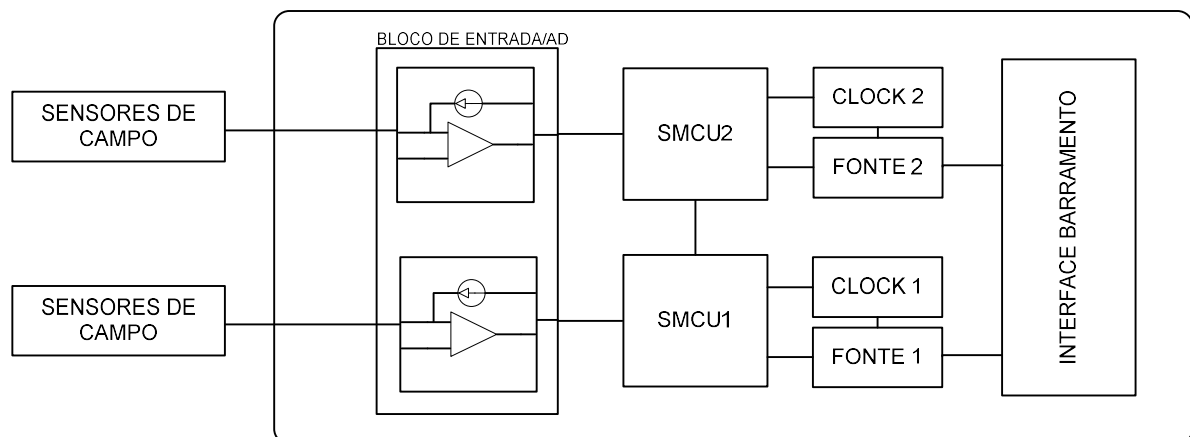 BLOCO DE ENTRADA/AD
SENSORES DE
CAMPO
SMCU2
CLOCK 2
FONTE 2
SENSORES DE
CAMPO
SMCU1
CLOCK 1
FONTE 1
INTERFACE BARRAMENTO